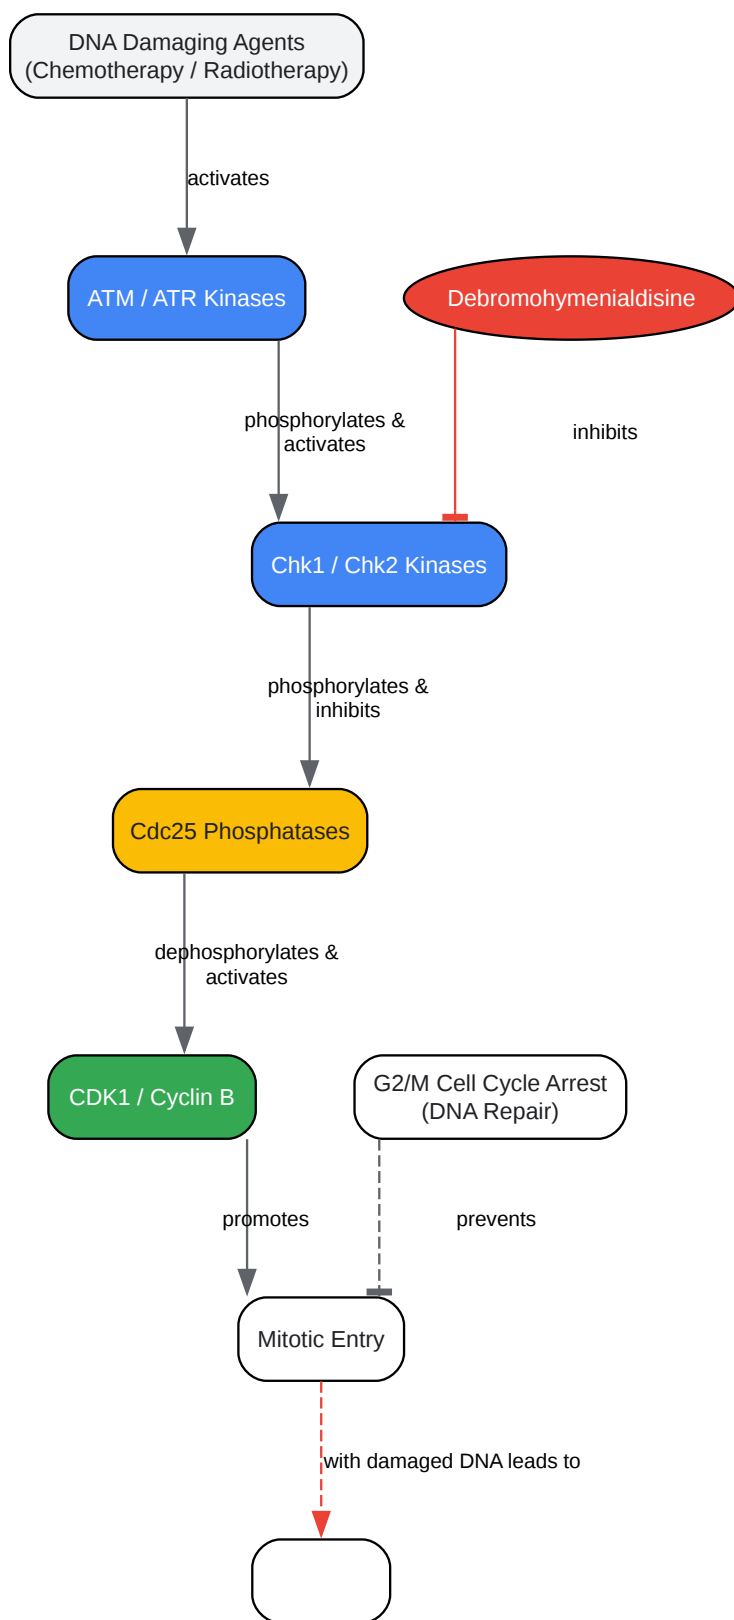 DNA Damaging Agents
(Chemotherapy / Radiotherapy)
activates
ATM / ATR Kinases
Debromohymenialdisine
phosphorylates &
activates
inhibits
Chk1 / Chk2 Kinases
phosphorylates &
inhibits
Cdc25 Phosphatases
dephosphorylates &
activates
CDK1 / Cyclin B
G2/M Cell Cycle Arrest
(DNA Repair)
promotes
prevents
Mitotic Entry
with damaged DNA leads to